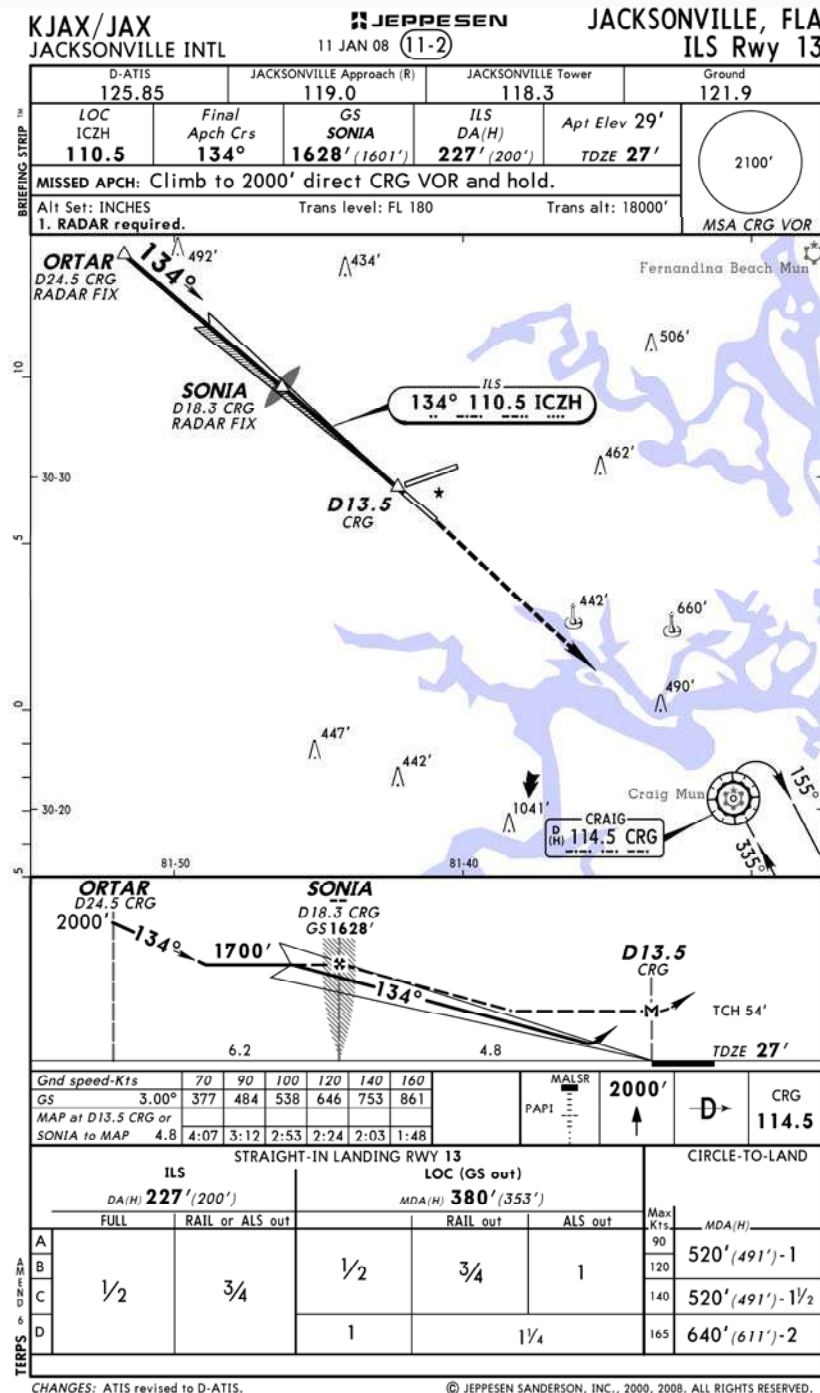 KJAX/JAX
JACKSONVILLE INTL
JEPPESEN
11 JAN 08 11-2
JACKSONVILLE, FLA
ILS Rwy 13
BRIEFING STRIP TM
D-ATIS
125.85
JACKSONVILLE Approach (R)
119.0
JACKSONVILLE Tower
118.3
Ground
121.9
LOC
ICZH
110.5
Final
Apch Crs
134°
GS
SONIA
1628' (1601')
ILS
DA(H)
227' (200')
Apt Elev 29'
TDZE 27'
2100'
MSA CRG VOR
MISSED APCH: Climb to 2000' direct CRG VOR and hold.
Alt Set: INCHES Trans level: FL 180 Trans alt: 18000'
1. RADAR required.
ORTAR
D24.5 CRG
RADAR FIX
134°
492'
434'
Fernandina Beach Mun
506'
SONIA
D18.3 CRG
RADAR FIX
ILS
134° 110.5 ICZH
462'
10
30-30
D13.5
CRG
5
442'
660'
490'
0
447'
442'
1041'
Craig Mun
CRAIG
D
(H) 114.5 CRG
155°
335°
30-20
5
81-50
81-40
ORTAR
D24.5 CRG
2000'
134°
1700'
SONIA
D18.3 CRG
GS 1628'
134°
D13.5
CRG
M
TCH 54'
TDZE 27'
6.2
4.8
Gnd speed-Kts 70 90 100 120 140 160
GS 3.00° 377 484 538 646 753 861
MAP at D13.5 CRG or
SONIA to MAP 4.8 4:07 3:12 2:53 2:24 2:03 1:48
MALSR
PAPI
2000'
D
CRG
114.5
STRAIGHT-IN LANDING RWY 13
CIRCLE-TO-LAND
ILS
LOC (GS out)
DA(H) 227' (200')
MDA(H) 380' (353')
FULL
RAIL or ALS out
RAIL out
ALS out
Max
Kts
MDA(H)
A
B
C
D
1/2
3/4
1/2
3/4
1
1
1 1/4
90
120
520' (491') - 1
140
520' (491') - 1 1/2
165
640' (611') - 2
TERPS AMEND 6
CHANGES: ATIS revised to D-ATIS.
© JEPPESEN SANDERSON, INC., 2000, 2008. ALL RIGHTS RESERVED.